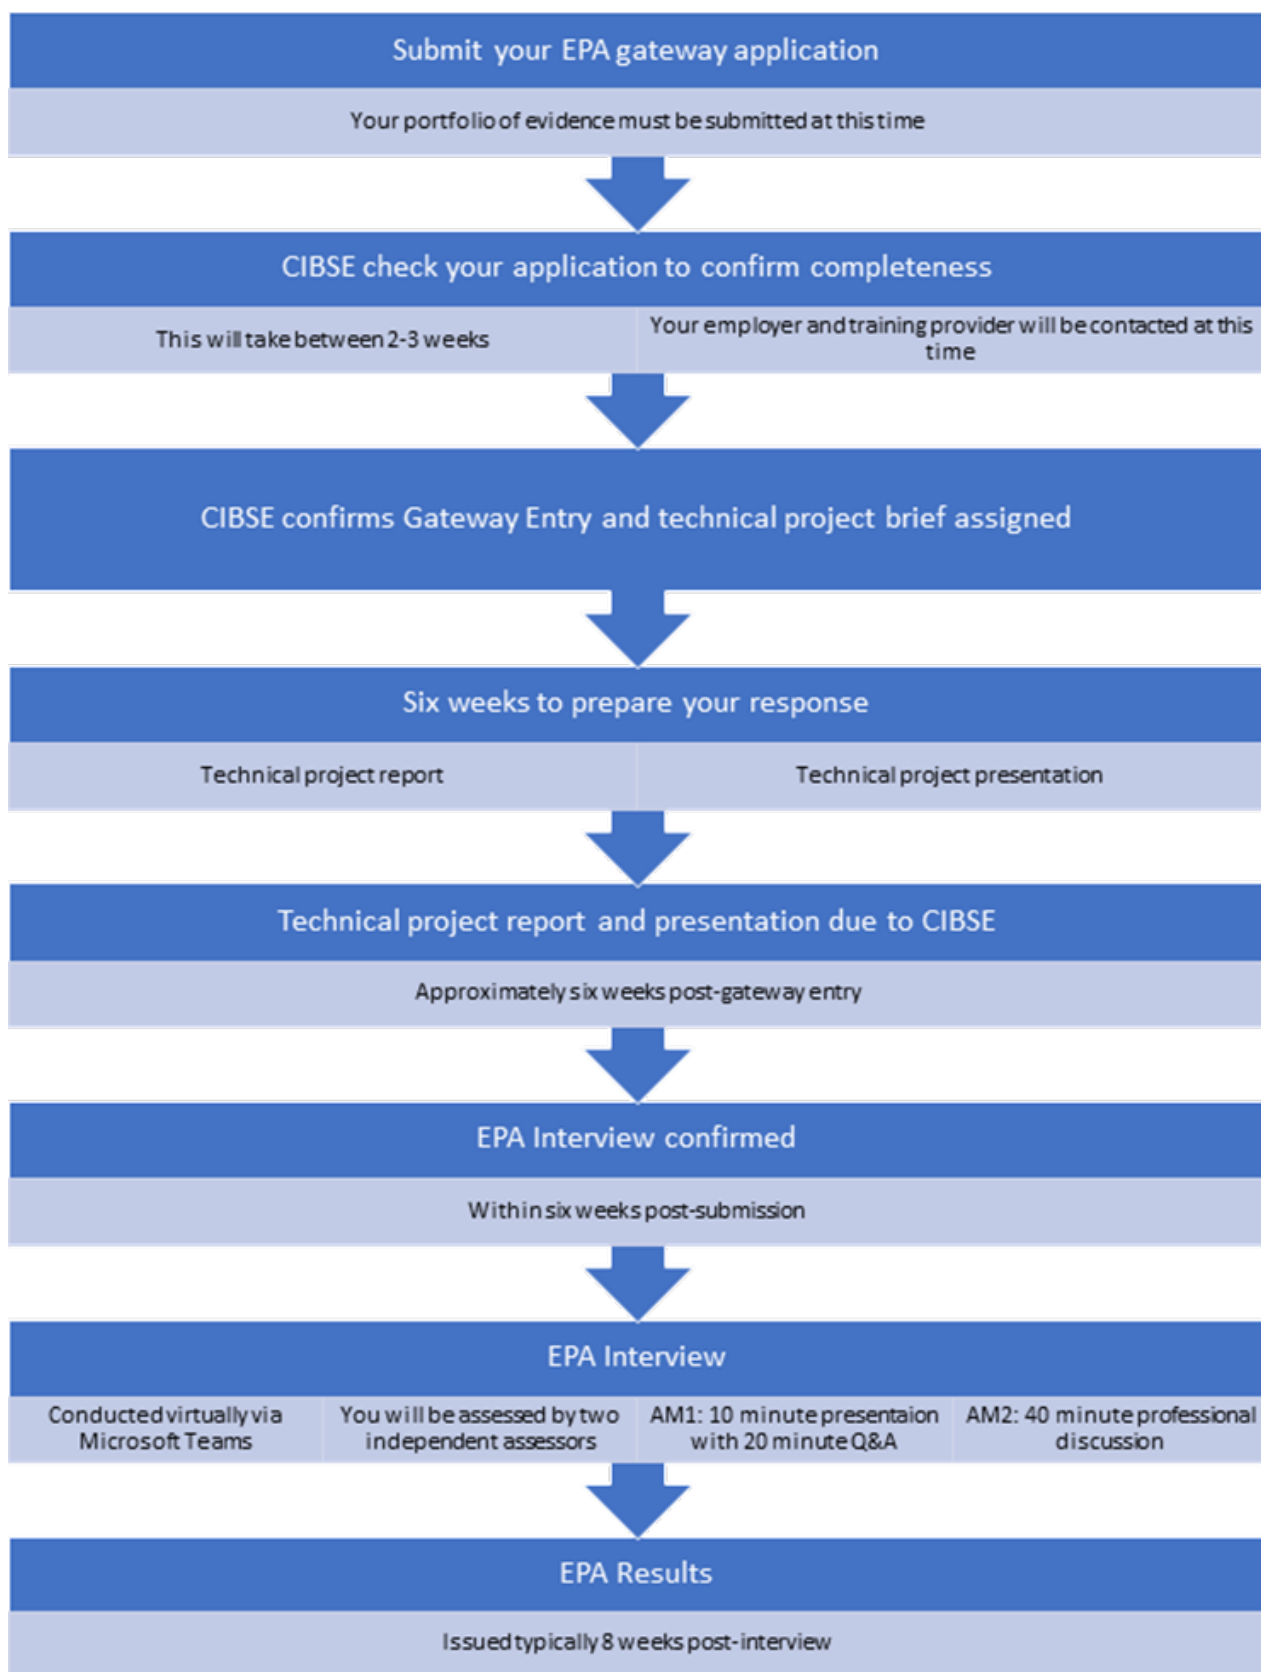 Submit your EPA gateway application
Your portfolio of evidence must be submitted at this time
CIBSE check your application to confirm completeness
This will take between 2-3 weeks
Your employer and training provider will be contacted at this
time
CIBSE confirms Gateway Entry and technical project brief assigned
Six weeks to prepare your response
Technical project report
Technical project presentation
Technical project report and presentation due to CIBSE
Approximately six weeks post-gateway entry
EPA Interview confirmed
Within six weeks post-submission
EPA Interview
Conducted virtually via
Microsoft Teams
You will be assessed by two
independent assessors
AM1: 10 minute presentaion
with 20 minute Q&A
AM2: 40 minute professional
discussion
EPA Results
Issued typically 8 weeks post-interview